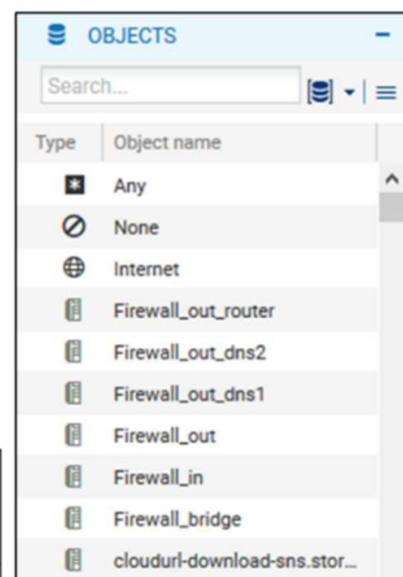 OBJECTS
Search...
Type Object name
Any
None
Internet
Firewall_out_router
Firewall_out_dns2
Firewall_out_dns1
Firewall_out
Firewall_in
Firewall_bridge
cloudurl-download-sns.stor...